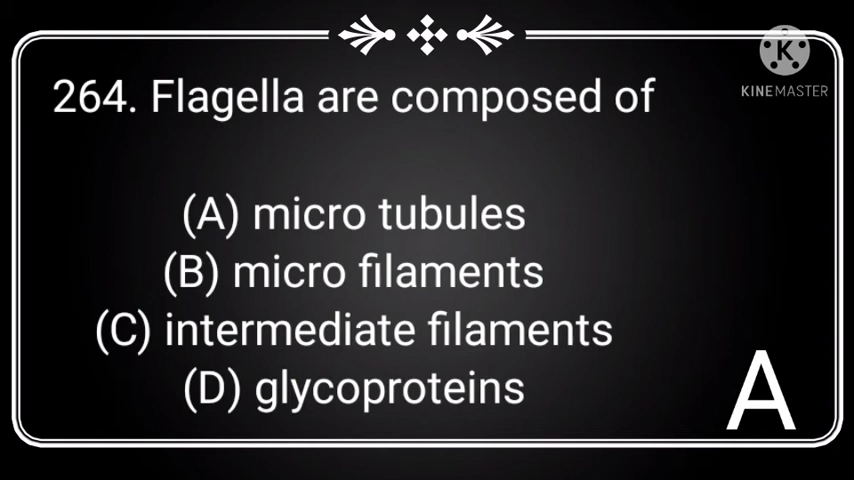 264. Flagella are composed of
K
KINEMASTER
(A) micro tubules
(B) micro filaments
(C) intermediate filaments
(D) glycoproteins
A